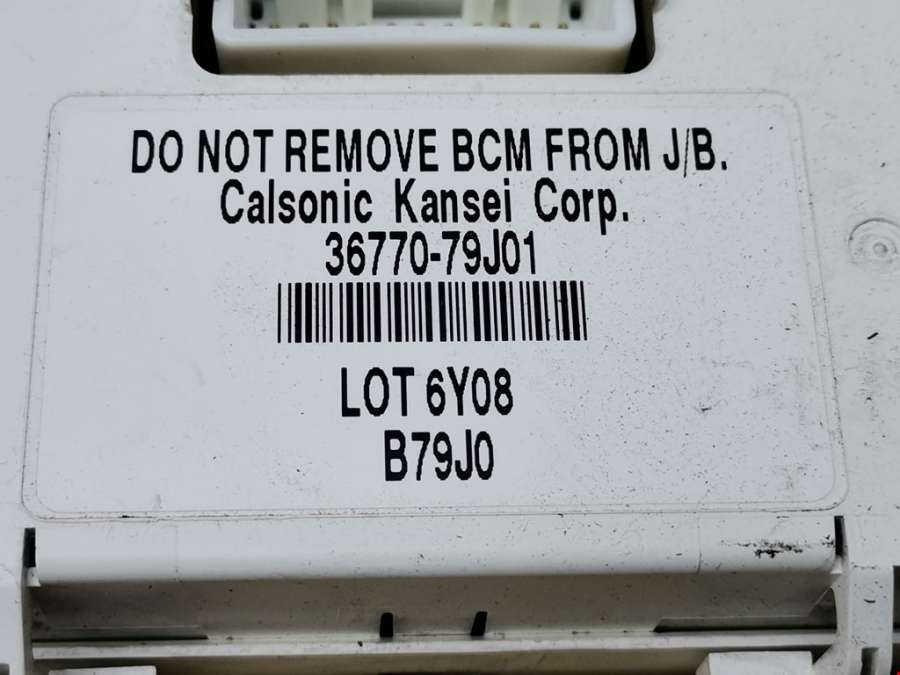 DO NOT REMOVE BCM FROM J/B.
Calsonic Kansei Corp.
36770-79J01
LOT 6Y08
B79J0